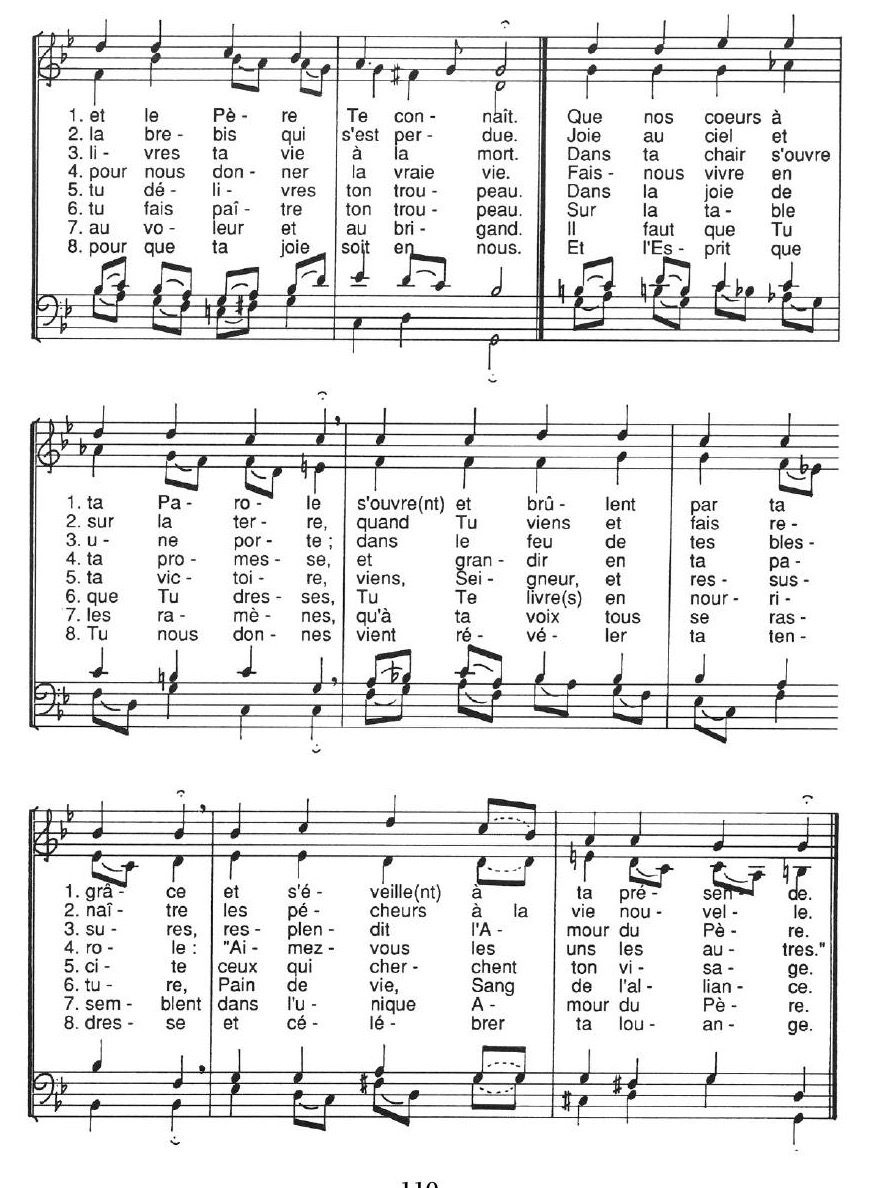 1. et le Pè - re Te con - naît. Que nos coeurs à
2. la bre - bis qui s'est per - due. Joie au ciel et
3. li - vres ta vie à la mort. Dans ta chair s'ouvre
4. pour nous don - ner la vraie vie. Fais - nous vivre en
5. tu dé - li - vres ton trou - peau. Dans la joie de
6. tu fais paî - tre ton trou - peau. Sur la ta - ble
7. au vo - leur et au bri - gand. Il faut que Tu
8. pour que ta joie soit en nous. Et l'Es - prit que
1. ta Pa - ro - le s'ouvre(nt) et brû - lent par ta
2. sur la ter - re, quand Tu viens et fais re -
3. u - ne por - te ; dans le feu de tes bles -
4. ta pro - mes - se, et gran - dir en ta pa -
5. ta vic - toi - re, viens, Sei - gneur, et res - sus -
6. que Tu dres - ses, Tu Te livre(s) en nour - ri -
7. les ra - mè - nes, qu'à ta voix tous se ras -
8. Tu nous don - nes vient ré - vé - ler ta ten -
1. grâ - ce et s'é - veille(nt) à ta pré - sen - ce.
2. naî - tre les pé - cheurs à la vie nou - vel - le.
3. su - res, res - plen - dit l'A - mour du Pè - re.
4. ro - le : "Ai - mez - vous les uns les au - tres."
5. ci - te ceux qui cher - chent ton vi - sa - ge.
6. tu - re, Pain de vie, Sang de l'al - lian - ce.
7. sem - blent dans l'u - nique A - mour du Pè - re.
8. dres - se et cé - lé - brer ta lou - an - ge.